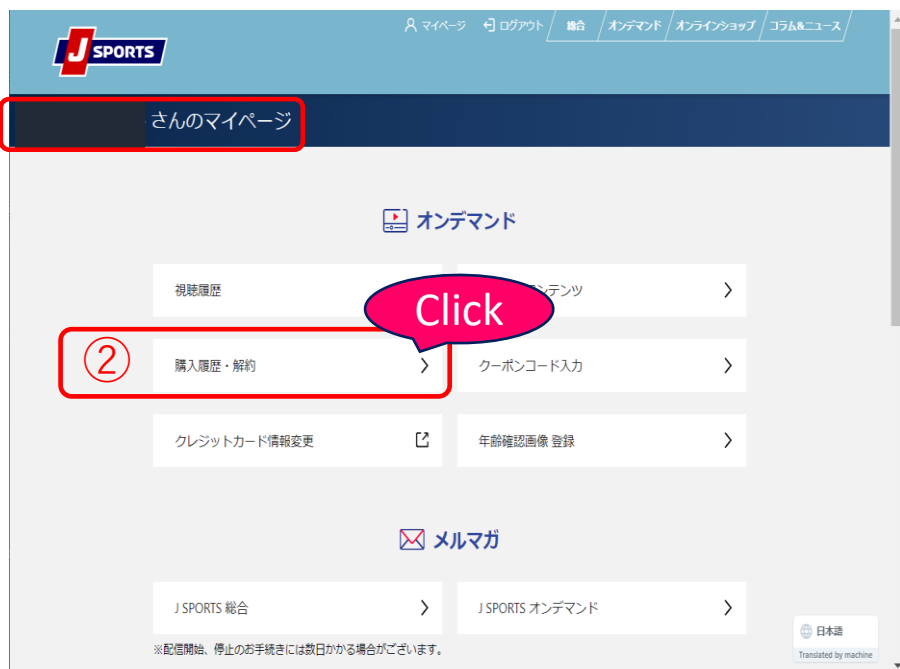 マイページ ログアウト 総合 オンデマンド オンラインショップ コラム&ニュース
J SPORTS
さんのマイページ
オンデマンド
視聴履歴
ンテンツ
Click
②
購入履歴・解約
クーポンコード入力
クレジットカード情報変更
年齢確認画像 登録
メルマガ
J SPORTS 総合
J SPORTS オンデマンド
※配信開始、停止のお手続きには数日かかる場合がございます。
日本語
Translated by machine